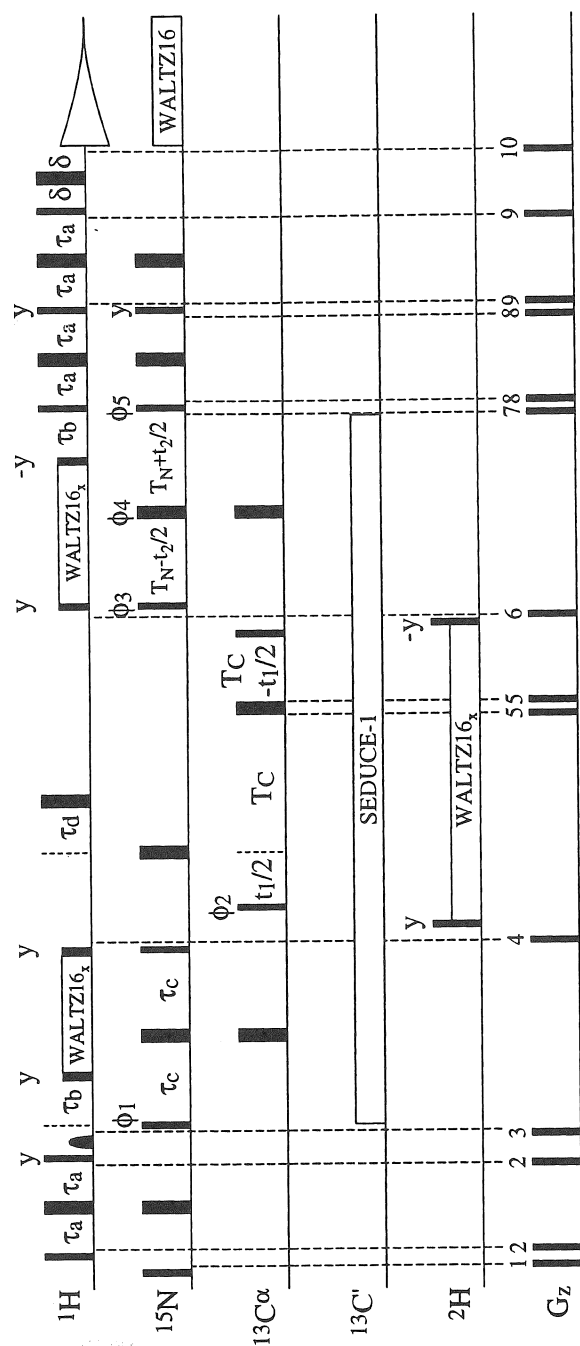 y y y y -y y
¹H τa τa τb WALTZ16x τd WALTZ16x τb τa τa τa τa δ δ
ϕ1 ϕ3 ϕ4 ϕ5 y
¹⁵N τc τc TN-t2/2 TN+t2/2 WALTZ16
ϕ2 TC
¹³Cα t1/2 TC -t1/2
¹³C' SEDUCE-1
y -y
²H WALTZ16x
1 2 2 3 4 5 5 6 7 8 8 9 9 10
Gz